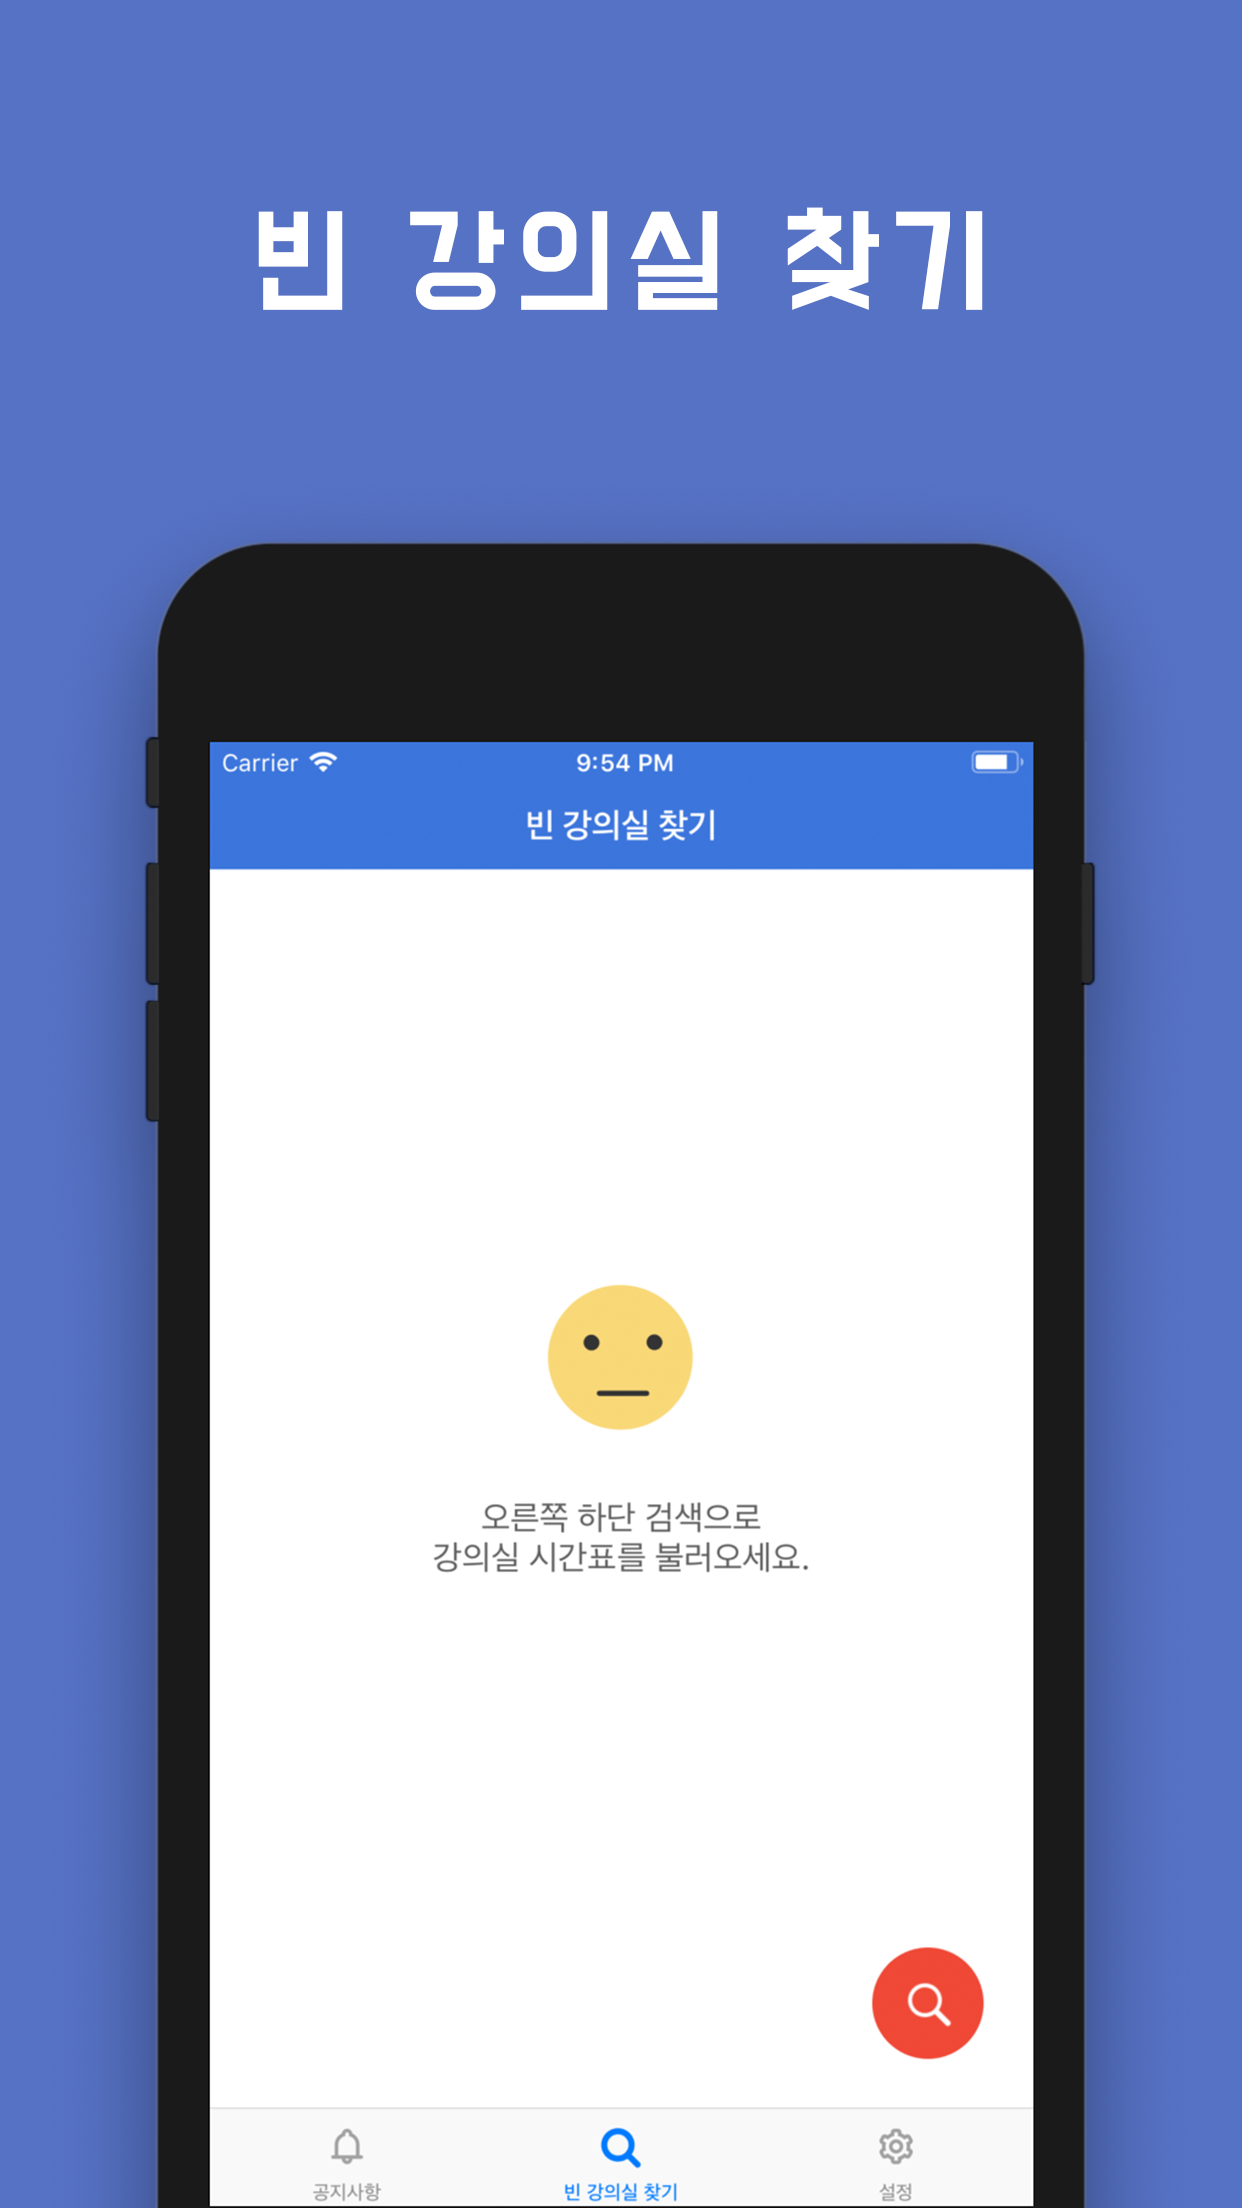 빈 강의실 찾기
Carrier 9:54 PM
빈 강의실 찾기
오른쪽 하단 검색으로
강의실 시간표를 불러오세요.
공지사항 빈 강의실 찾기 설정